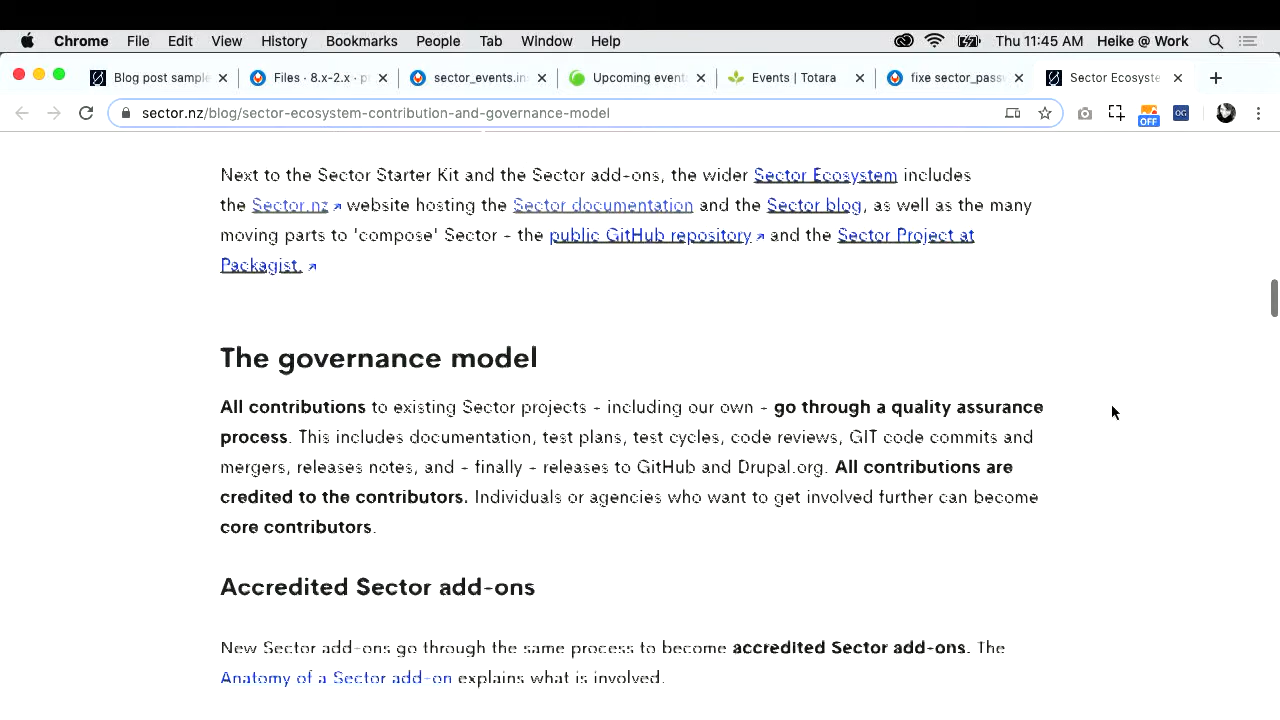 Chrome File Edit View History Bookmarks People Tab Window Help Thu 11:45 AM Heike @ Work
Blog post sample Files · 8.x-2.x · p sector_events.in Upcoming event Events | Totara fixe sector_pass Sector Ecosyste
sector.nz/blog/sector-ecosystem-contribution-and-governance-model OFF OG
Next to the Sector Starter Kit and the Sector add-ons, the wider Sector Ecosystem includes
the Sector.nz website hosting the Sector documentation and the Sector blog, as well as the many
moving parts to 'compose' Sector - the public GitHub repository and the Sector Project at
Packagist.
The governance model
All contributions to existing Sector projects - including our own - go through a quality assurance
process. This includes documentation, test plans, test cycles, code reviews, GIT code commits and
mergers, releases notes, and - finally - releases to GitHub and Drupal.org. All contributions are
credited to the contributors. Individuals or agencies who want to get involved further can become
core contributors.
Accredited Sector add-ons
New Sector add-ons go through the same process to become accredited Sector add-ons. The
Anatomy of a Sector add-on explains what is involved.